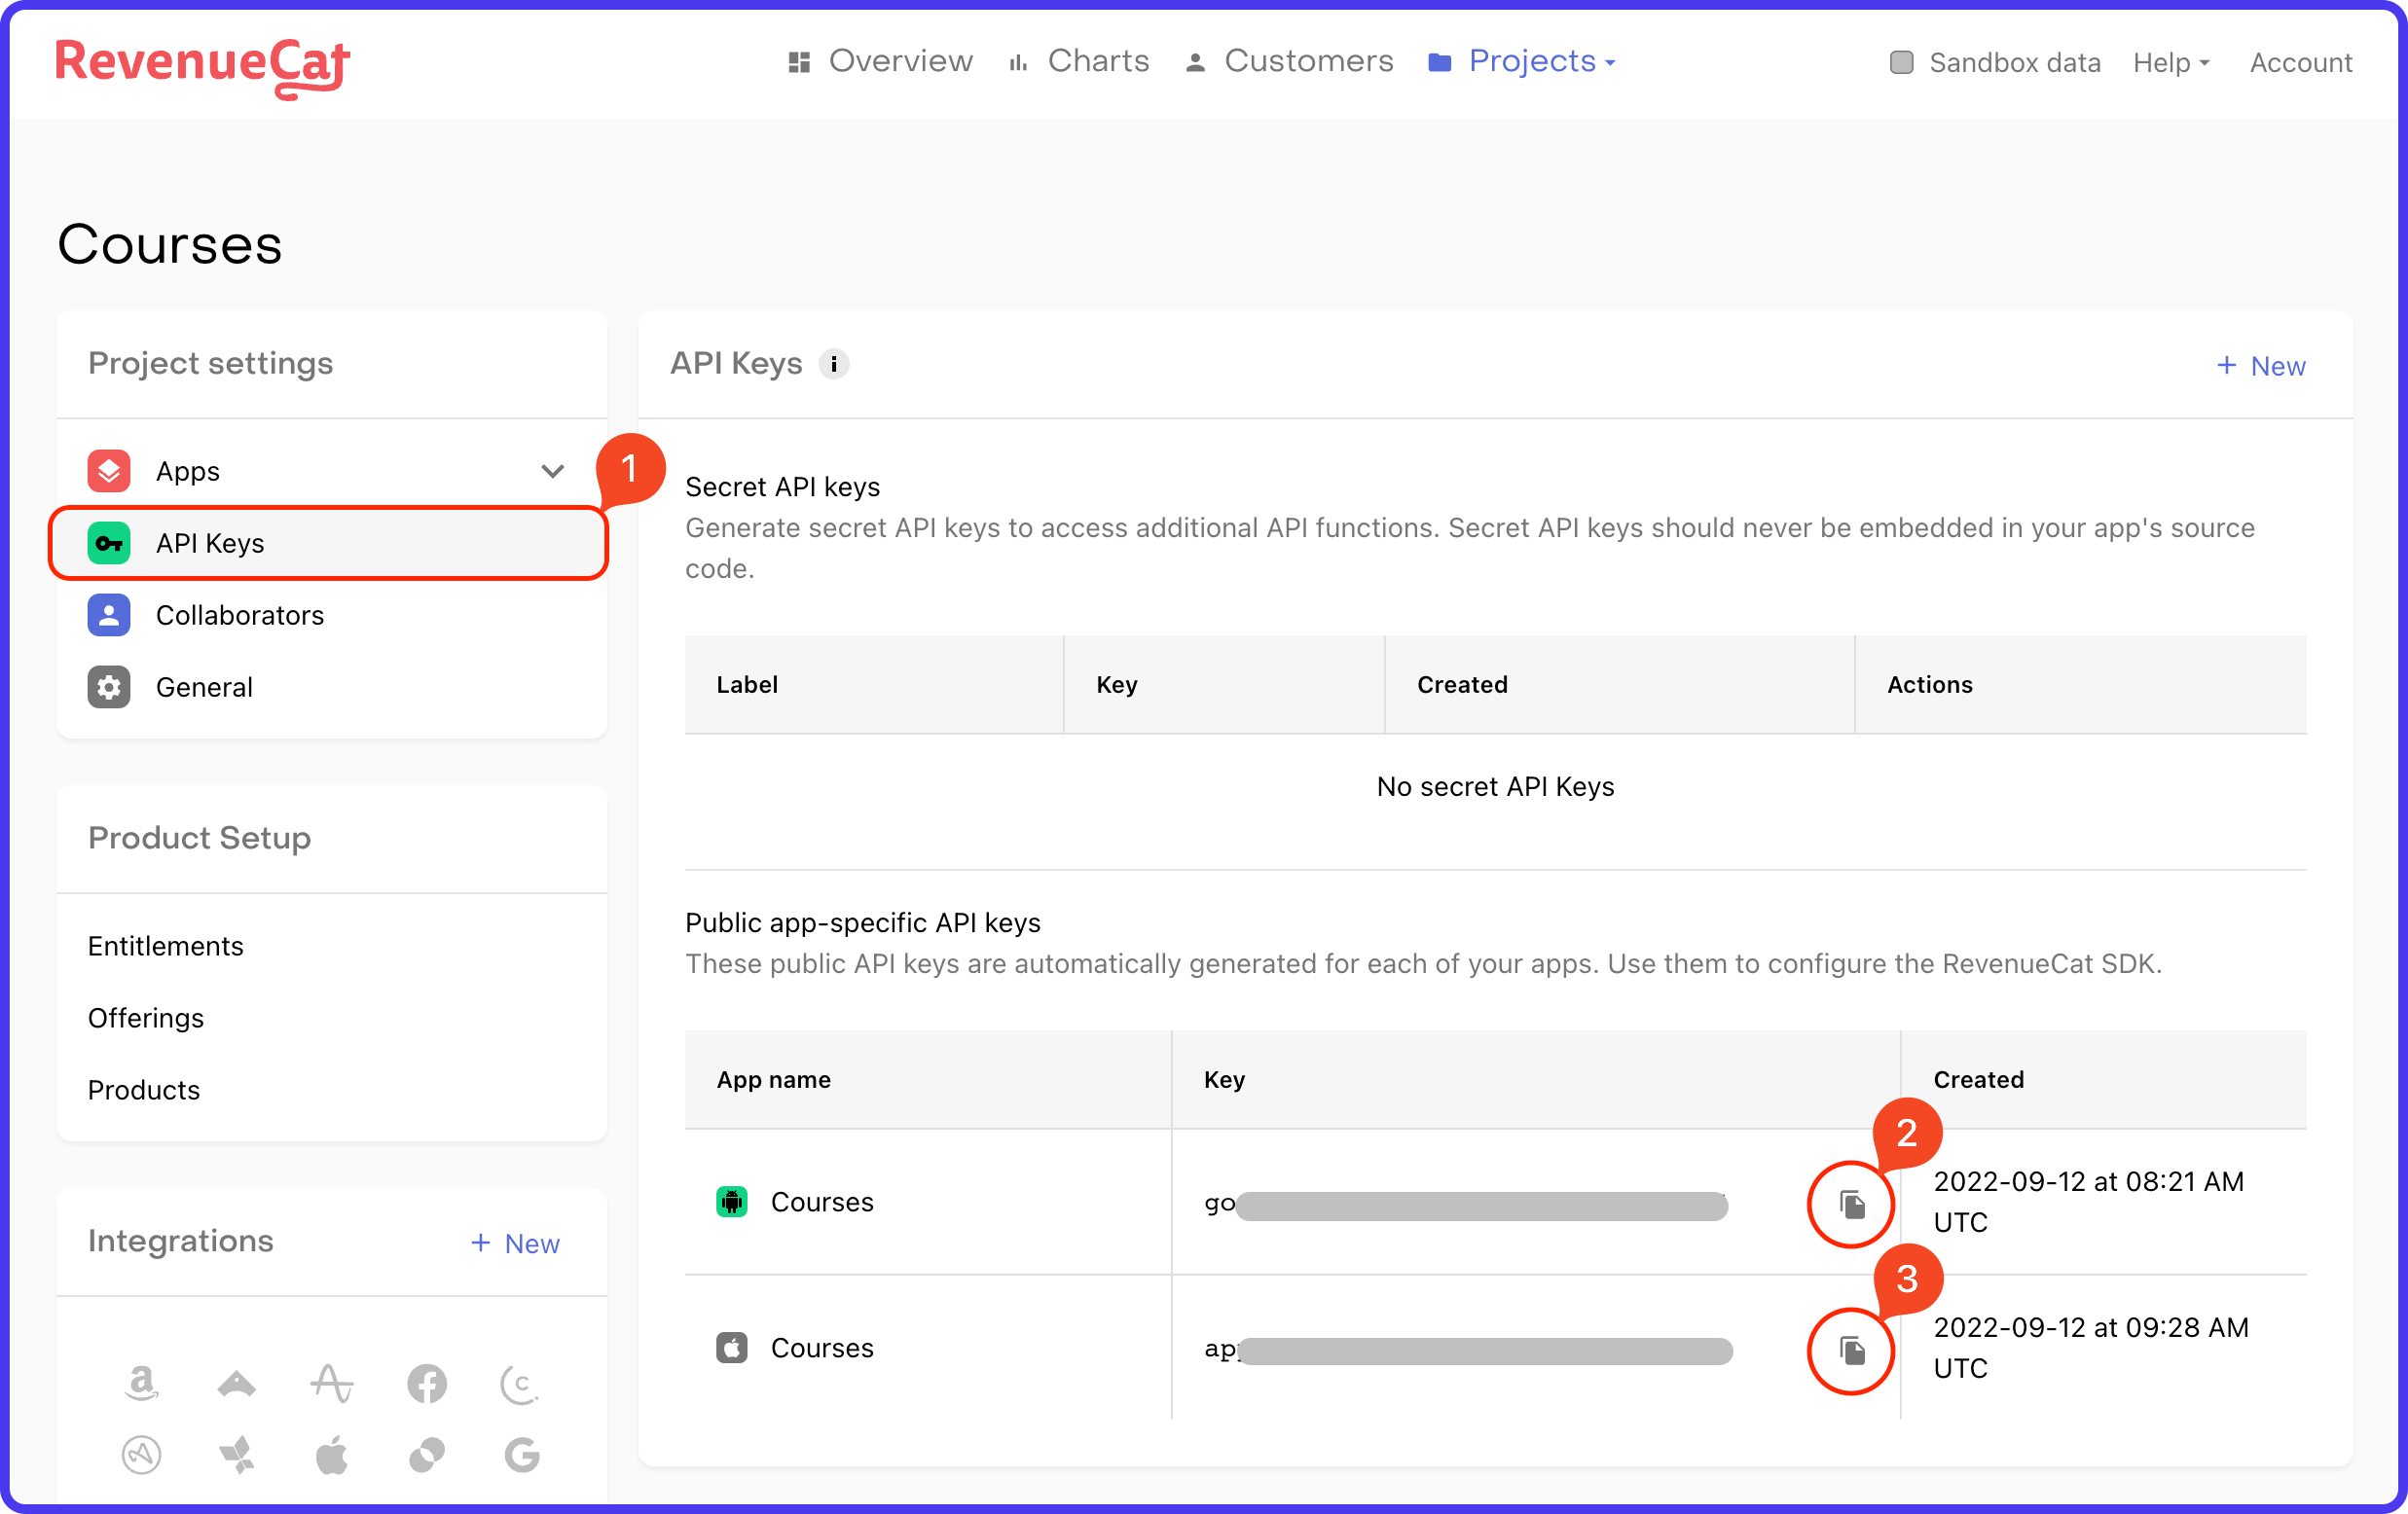 RevenueCat
Overview
Charts
Customers
Projects
Sandbox data
Help
Account
Courses
Project settings
Apps
1
API Keys
Collaborators
General
Product Setup
Entitlements
Offerings
Products
Integrations
+ New
API Keys i
+ New
Secret API keys
Generate secret API keys to access additional API functions. Secret API keys should never be embedded in your app's source
code.
Label Key Created Actions
No secret API Keys
Public app-specific API keys
These public API keys are automatically generated for each of your apps. Use them to configure the RevenueCat SDK.
App name Key Created
2
Courses go 2022-09-12 at 08:21 AM
UTC
3
Courses ap 2022-09-12 at 09:28 AM
UTC